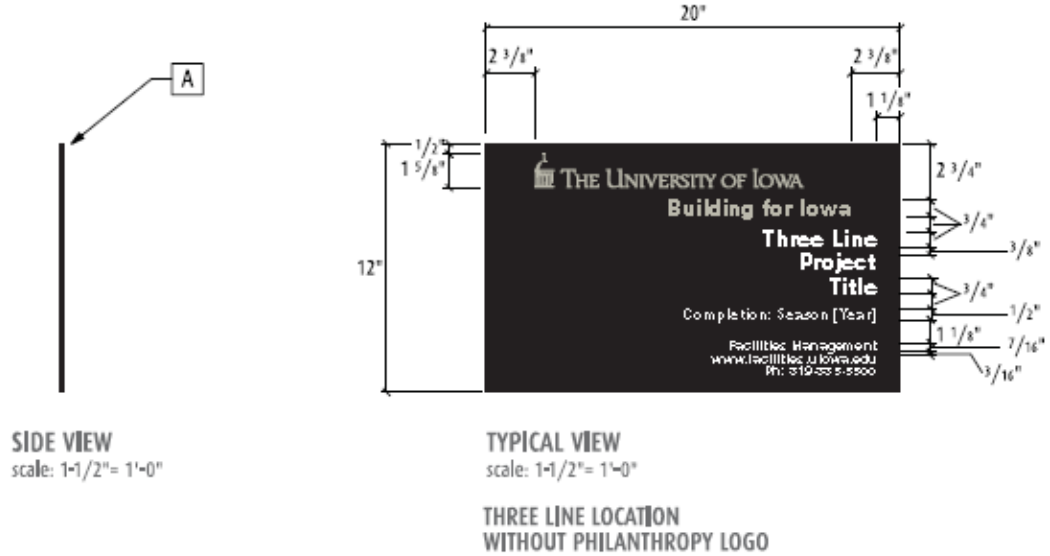 20"
2 3/8"
2 3/8"
A
1 1/8"
1/2"
1 5/8"
2 3/4"
THE UNIVERSITY OF IOWA
Building for Iowa
3/4"
Three Line
3/8"
Project
12"
Title
3/4"
Completion: Season [Year]
1/2"
1 1/8"
Facilities Management
7/16"
www.facilities.uiowa.edu
Ph: 319-335-5500
3/16"
SIDE VIEW
scale: 1-1/2"= 1'-0"
TYPICAL VIEW
scale: 1-1/2"= 1'-0"
THREE LINE LOCATION
WITHOUT PHILANTHROPY LOGO